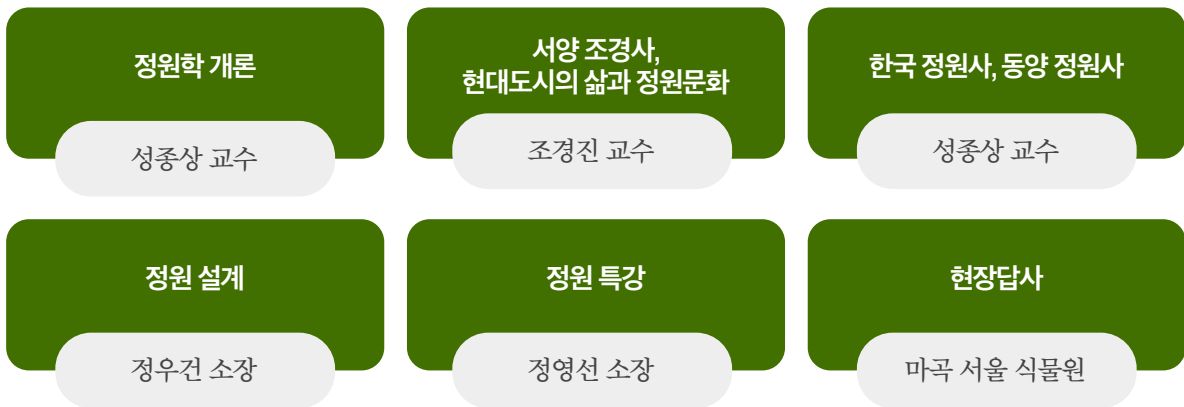 정원학 개론
성종상 교수
서양 조경사,
현대도시의 삶과 정원문화
조경진 교수
한국 정원사, 동양 정원사
성종상 교수
정원 설계
정우건 소장
정원 특강
정영선 소장
현장답사
마곡 서울 식물원